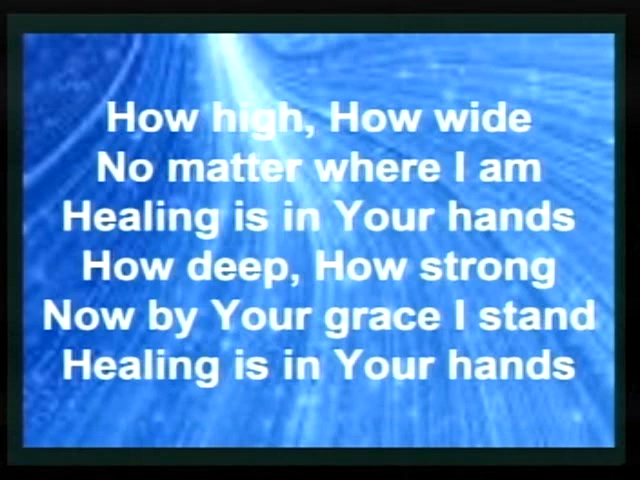 How high, How wide
No matter where I am
Healing is in Your hands
How deep, How strong
Now by Your grace I stand
Healing is in Your hands